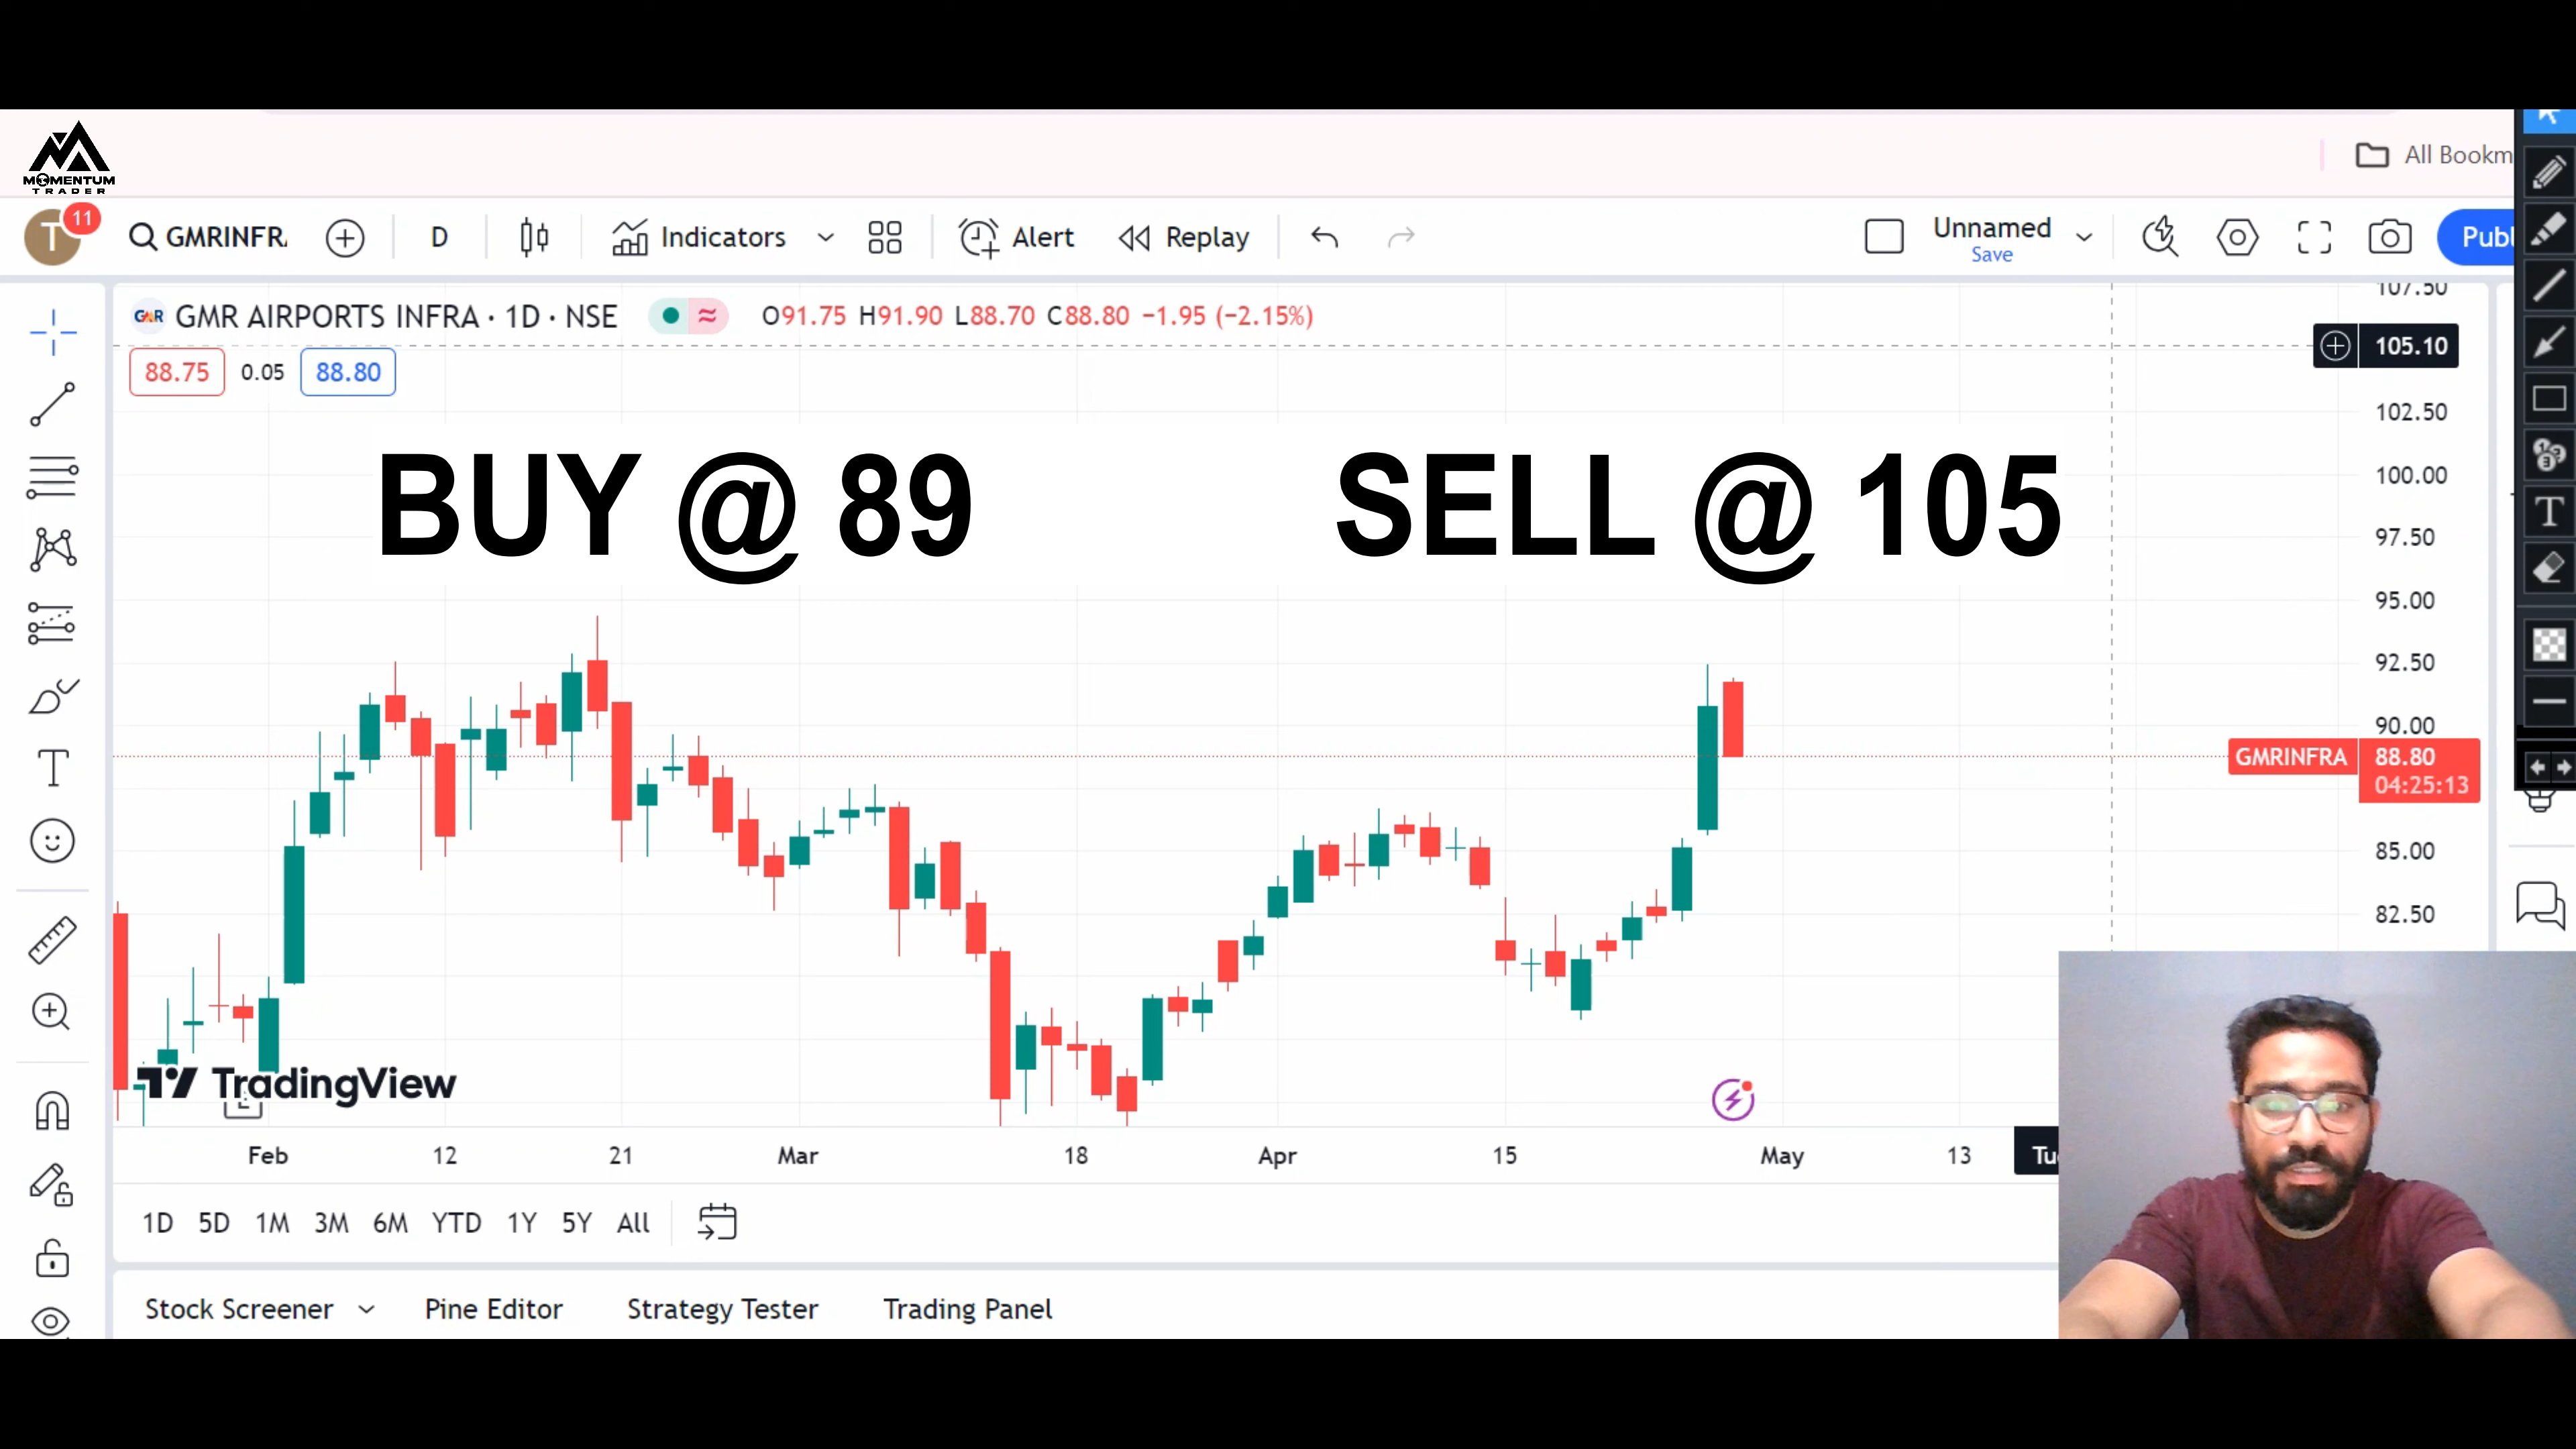 MOMENTUM
TRADER
All Bookm
T 11 GMRINFRA D Indicators Alert Replay Unnamed Publ
Save
GMR GMR AIRPORTS INFRA · 1D · NSE O91.75 H91.90 L88.70 C88.80 −1.95 (−2.15%)
107.50
105.10
88.75 0.05 88.80
102.50
BUY @ 89 SELL @ 105
100.00
97.50
95.00
92.50
90.00
GMRINFRA 88.80
04:25:13
85.00
82.50
TradingView
Feb 12 21 Mar 18 Apr 15 May 13 Tu
1D 5D 1M 3M 6M YTD 1Y 5Y All
Stock Screener Pine Editor Strategy Tester Trading Panel